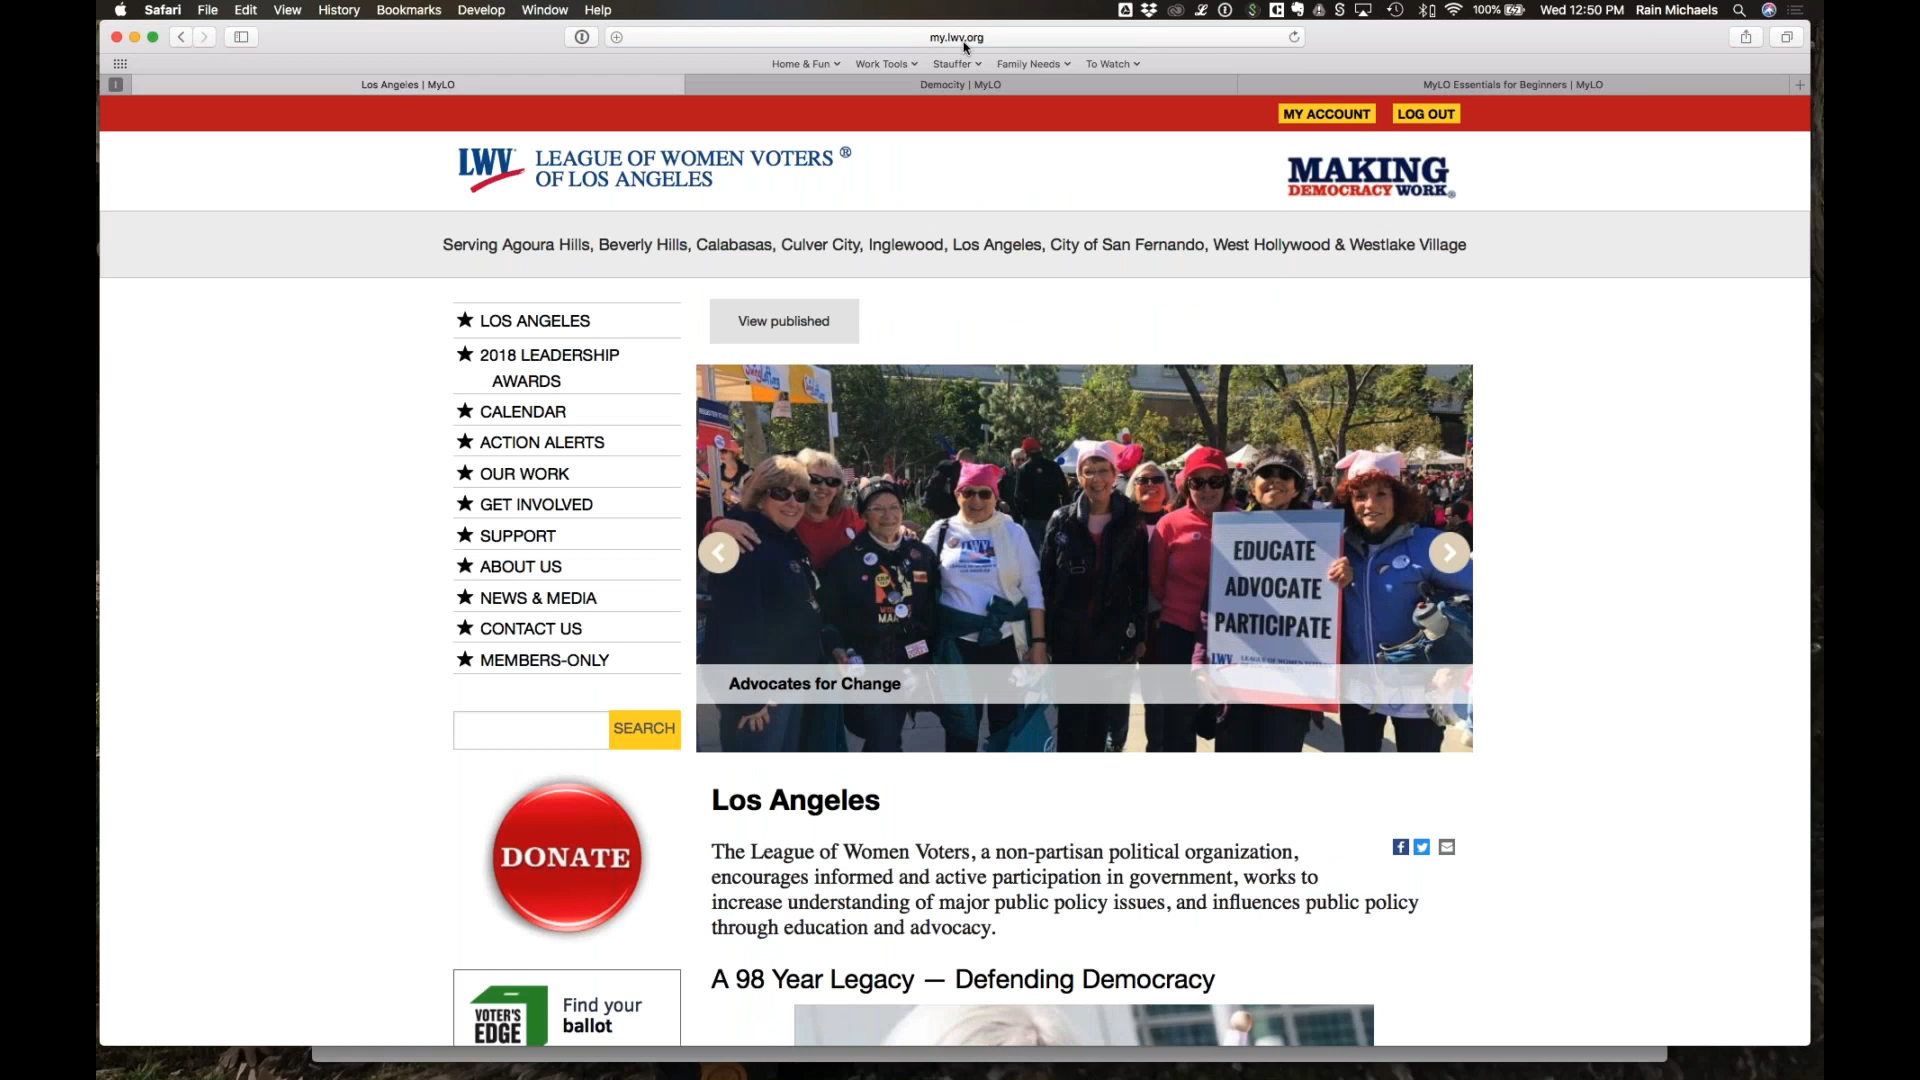 Safari File Edit View History Bookmarks Develop Window Help
100% Wed 12:50 PM Rain Michaels
my.lwv.org
Home & Fun Work Tools Stauffer Family Needs To Watch
Los Angeles | MyLO
Democity | MyLO
MyLO Essentials for Beginners | MyLO
MY ACCOUNT LOG OUT
LWV LEAGUE OF WOMEN VOTERS ®
OF LOS ANGELES
MAKING
DEMOCRACY WORK®
Serving Agoura Hills, Beverly Hills, Calabasas, Culver City, Inglewood, Los Angeles, City of San Fernando, West Hollywood & Westlake Village
★ LOS ANGELES
★ 2018 LEADERSHIP
AWARDS
★ CALENDAR
★ ACTION ALERTS
★ OUR WORK
★ GET INVOLVED
★ SUPPORT
★ ABOUT US
★ NEWS & MEDIA
★ CONTACT US
★ MEMBERS-ONLY
SEARCH
DONATE
VOTER'S
EDGE
Find your
ballot
View published
EDUCATE
ADVOCATE
PARTICIPATE
LWV
Advocates for Change
Los Angeles
The League of Women Voters, a non-partisan political organization,
encourages informed and active participation in government, works to
increase understanding of major public policy issues, and influences public policy
through education and advocacy.
A 98 Year Legacy — Defending Democracy